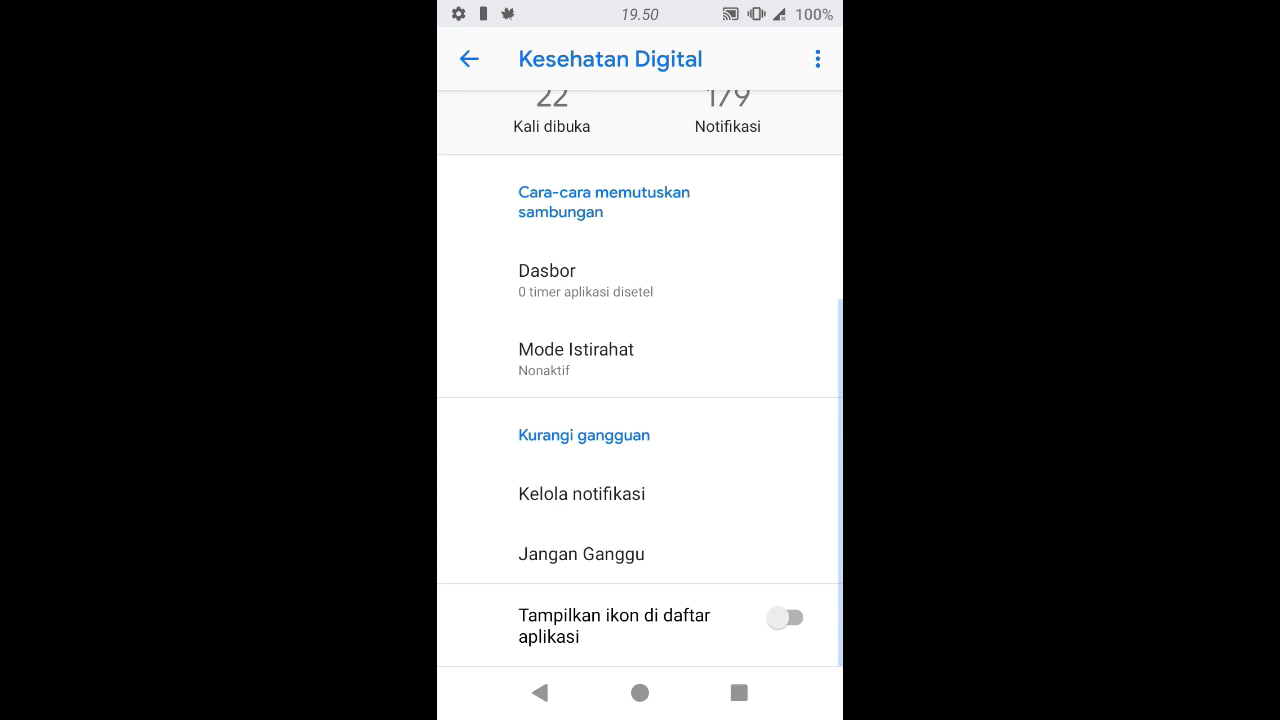 19.50
100%
Kesehatan Digital
22
179
Kali dibuka
Notifikasi
Cara-cara memutuskan
sambungan
Dasbor
0 timer aplikasi disetel
Mode Istirahat
Nonaktif
Kurangi gangguan
Kelola notifikasi
Jangan Ganggu
Tampilkan ikon di daftar
aplikasi